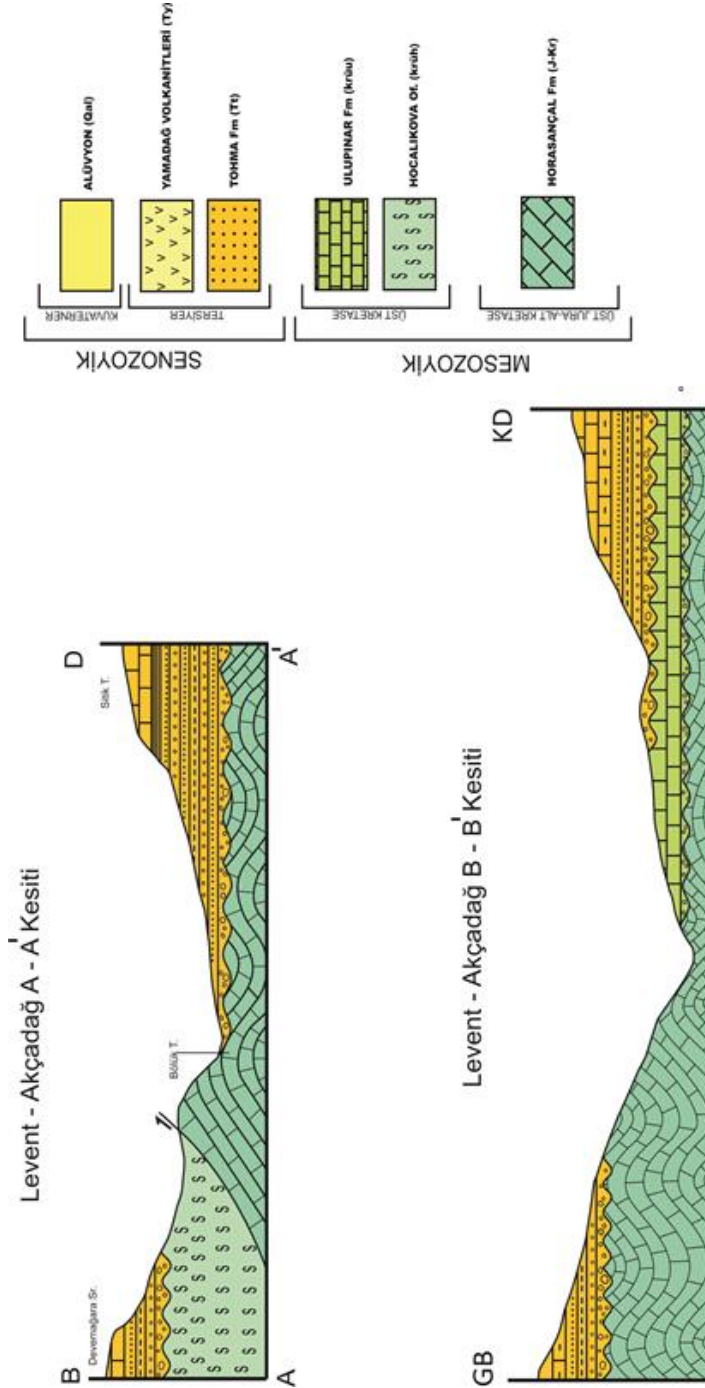 Levent - Akçadağ A - A' Kesiti
B
D
Devemağara Sr.
Bölük T.
A
A'
Levent - Akçadağ B - B' Kesiti
GB
KD
SENOZOYİK
KUVATERNER
ALÜVYON (Qal)
TERSİYER
YAMADAĞ VOLKANİTLERİ (Ty)
TOHMA Fm (Tt)
MESOZOYİK
ÜST KRETASE
ULUPINAR Fm (krüu)
HOCALIKOVA Of. (krüh)
ÜST JURA-ALT KRETASE
HORASANÇAL Fm (J-Kr)